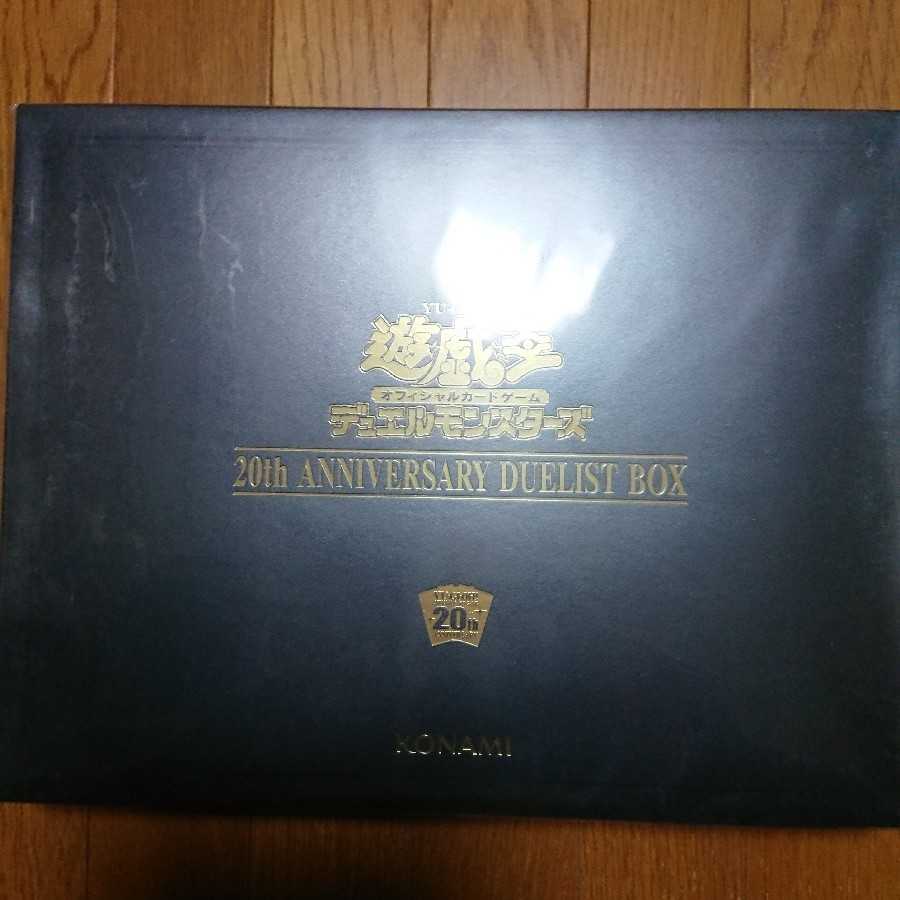 遊戯王
オフィシャルカードゲーム
デュエルモンスターズ
20th ANNIVERSARY DUELIST BOX
20th
ANNIVERSARY
KONAMI